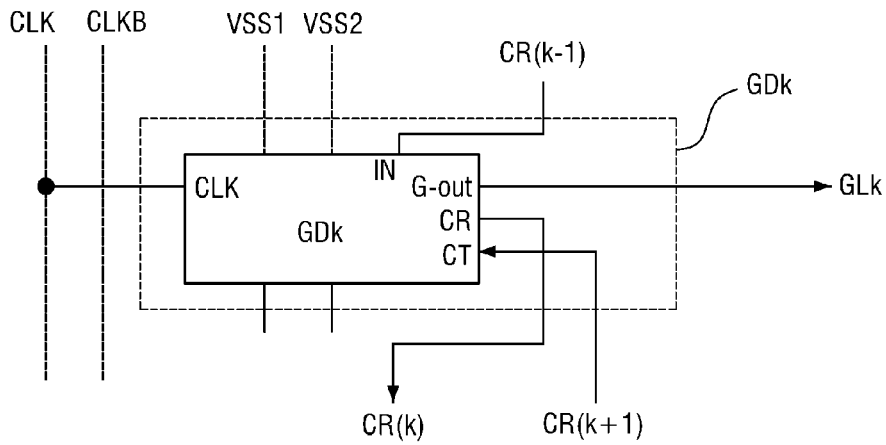 CLK CLKB VSS1 VSS2
CR(k-1)
GDk
IN
CLK G-out GLk
GDk CR
CT
CR(k) CR(k+1)